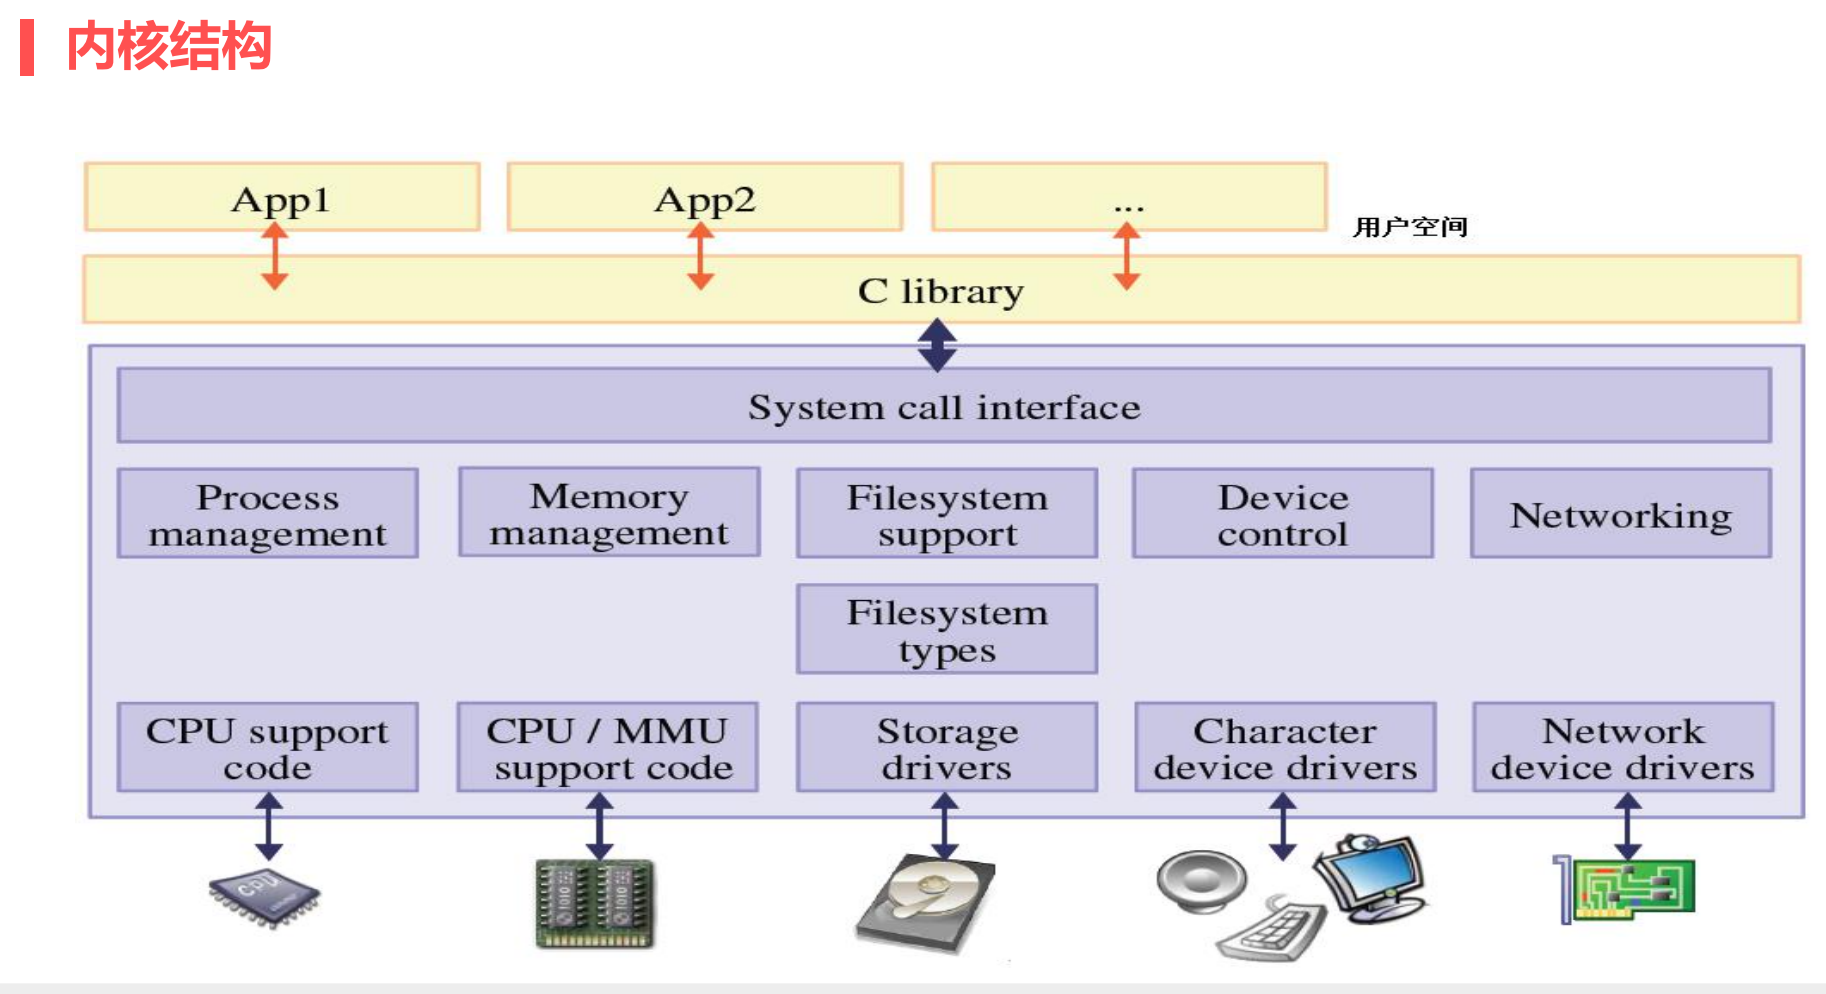 内核结构
App1
App2
...
用户空间
C library
System call interface
Process
management
Memory
management
Filesystem
support
Device
control
Networking
Filesystem
types
CPU support
code
CPU / MMU
support code
Storage
drivers
Character
device drivers
Network
device drivers
CPU
1010
1010